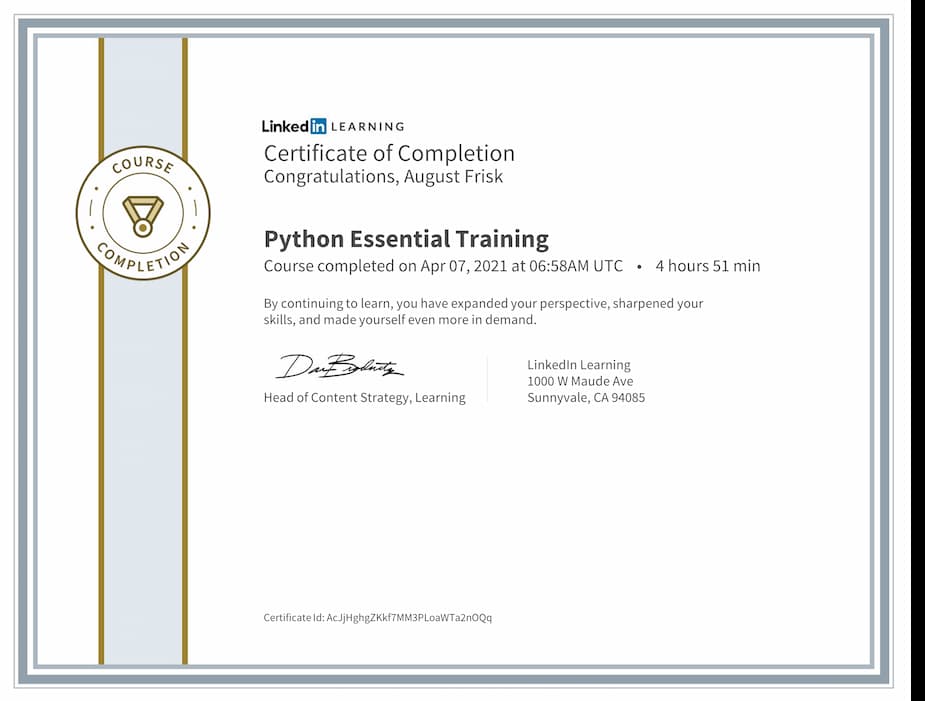 COURSE
COMPLETION
Linked in LEARNING
Certificate of Completion
Congratulations, August Frisk
Python Essential Training
Course completed on Apr 07, 2021 at 06:58AM UTC • 4 hours 51 min
By continuing to learn, you have expanded your perspective, sharpened your
skills, and made yourself even more in demand.
Head of Content Strategy, Learning
LinkedIn Learning
1000 W Maude Ave
Sunnyvale, CA 94085
Certificate Id: AcJjHghgZKkf7MM3PLoaWTa2nOQq